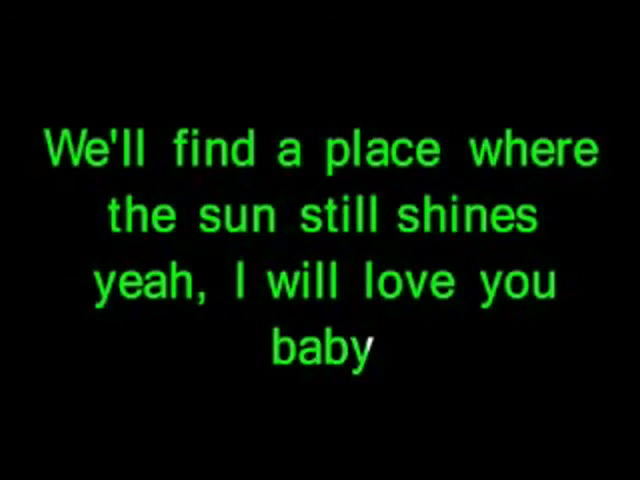 We'll find a place where
the sun still shines
yeah, I will love you
baby